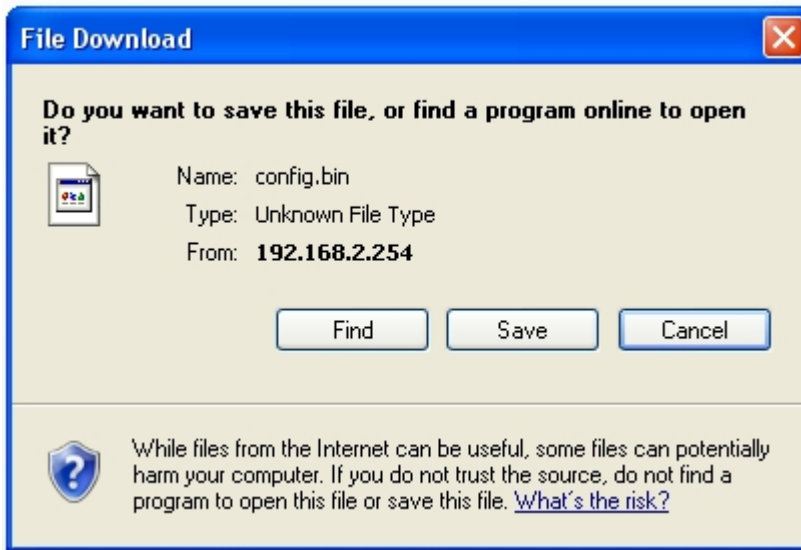 File Download
Do you want to save this file, or find a program online to open
it?
Name: config.bin
Type: Unknown File Type
From: 192.168.2.254
Find Save Cancel
While files from the Internet can be useful, some files can potentially
harm your computer. If you do not trust the source, do not find a
program to open this file or save this file. What's the risk?